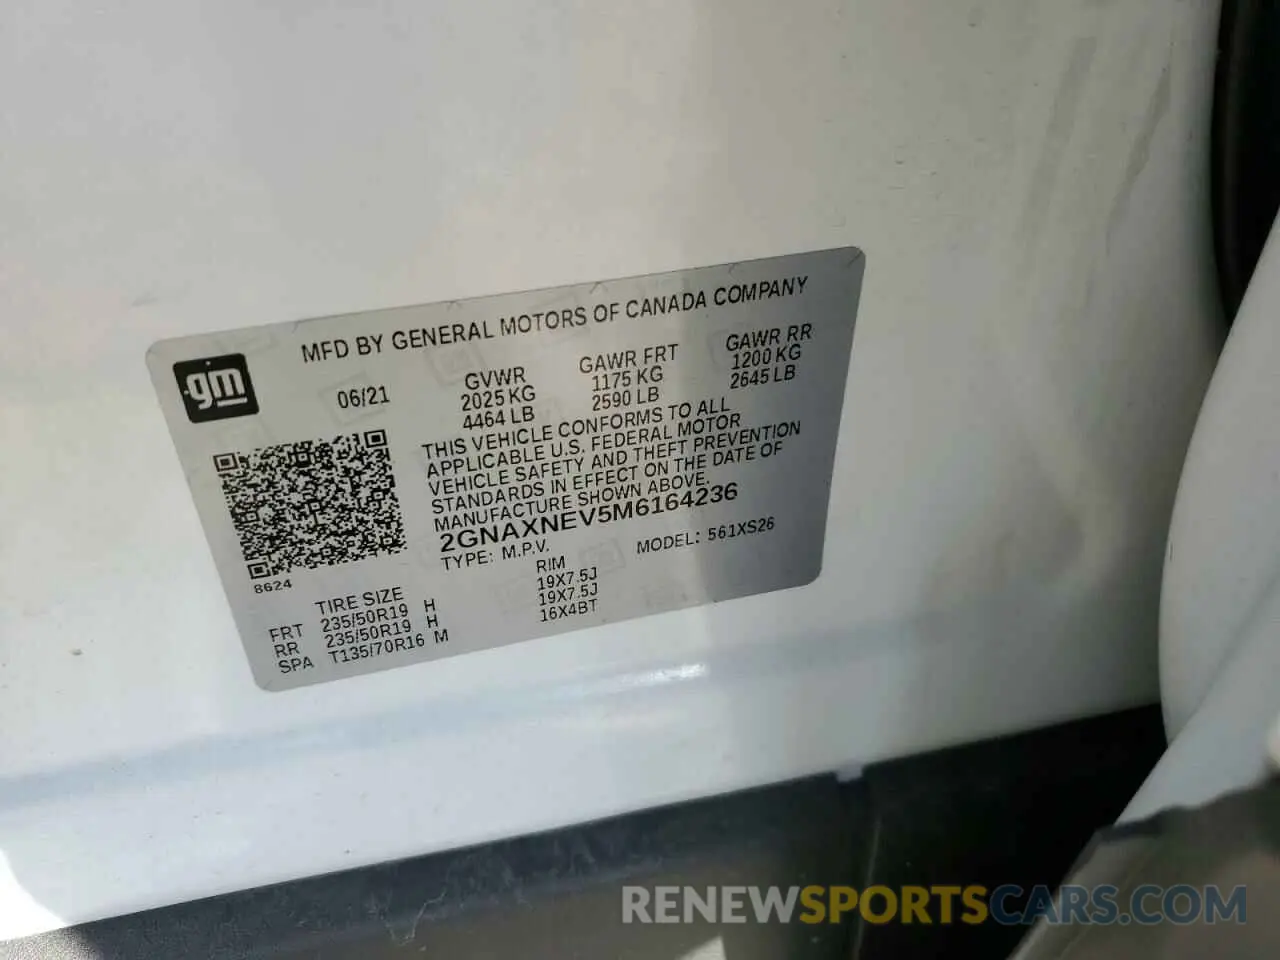 MFD BY GENERAL MOTORS OF CANADA COMPANY
gm
06/21
GVWR
2025 KG
4464 LB
GAWR FRT
1175 KG
2590 LB
GAWR RR
1200 KG
2645 LB
THIS VEHICLE CONFORMS TO ALL
APPLICABLE U.S. FEDERAL MOTOR
VEHICLE SAFETY AND THEFT PREVENTION
STANDARDS IN EFFECT ON THE DATE OF
MANUFACTURE SHOWN ABOVE.
2GNAXNEV5M6164236
TYPE: M.P.V.
MODEL: 561XS26
8624
TIRE SIZE RIM
FRT 235/50R19 H 19X7.5J
RR 235/50R19 H 19X7.5J
SPA T135/70R16 M 16X4BT
RENEWSPORTSCARS.COM